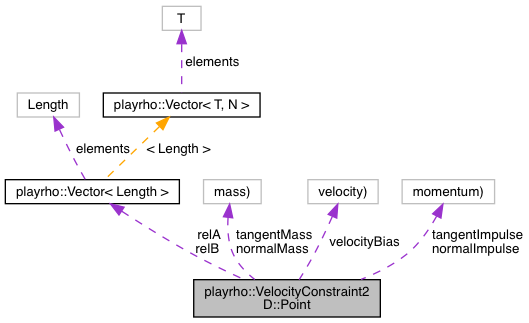 T
elements
Length
playrho::Vector< T, N >
elements
< Length >
playrho::Vector< Length >
mass)
velocity)
momentum)
relA
relB
tangentMass
normalMass
velocityBias
tangentImpulse
normalImpulse
playrho::VelocityConstraint2
D::Point